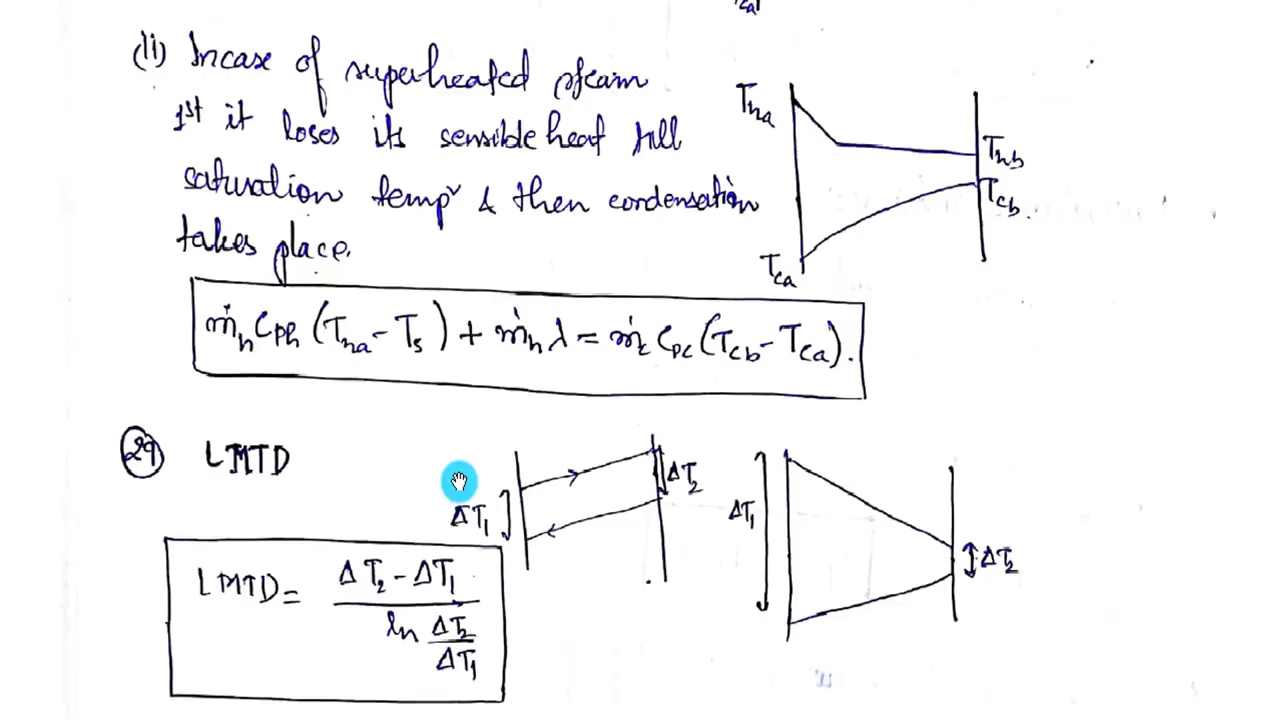 (ii) Incase of superheated steam
1st it loses its sensible heat till
saturation tempr & then condensation
takes place.
Tha
Thb
Tcb
Tca
ṁh Cph (Tha - Ts) + ṁh λ = ṁc Cpc (Tcb - Tca).
29 LMTD
ΔT1
ΔT2
ΔT1
ΔT2
LMTD = ΔT2 - ΔT1 / ln ΔT2/ΔT1